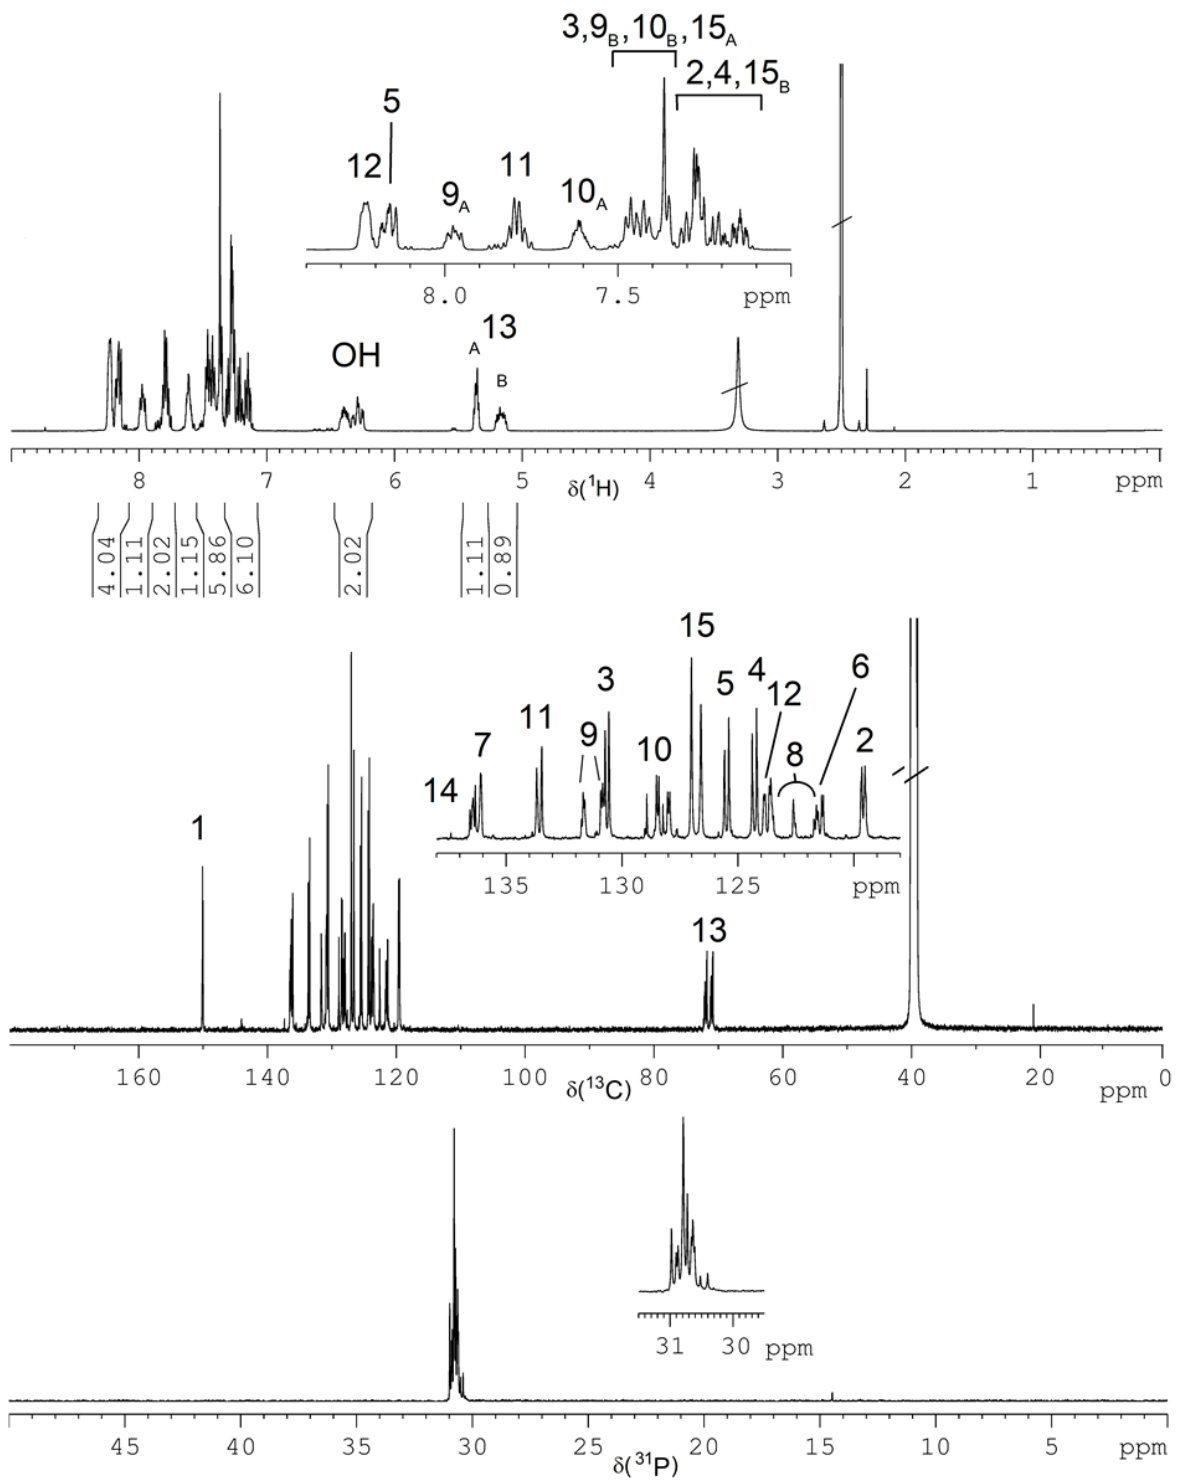 3,9B,10B,15A
2,4,15B
5
12
9A
11
10A
8.0 7.5 ppm
13
OH
A
B
8 7 6 5 4 3 2 1 ppm
δ(¹H)
4.04
1.11
2.02
1.15
5.86
6.10
2.02
1.11
0.89
15
3
5
4
12
6
11
9
10
8
2
7
14
1
135 130 125 ppm
13
160 140 120 100 80 60 40 20 0
δ(¹³C)
ppm
31 30 ppm
45 40 35 30 25 20 15 10 5 ppm
δ(³¹P)